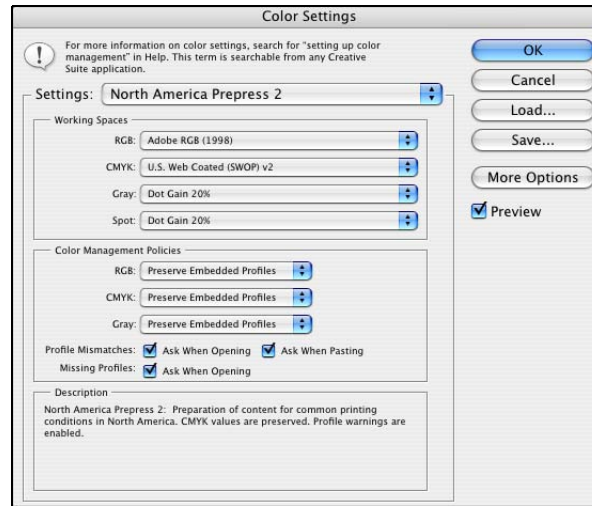 Color Settings
For more information on color settings, search for "setting up color
management" in Help. This term is searchable from any Creative
Suite application.
Settings: North America Prepress 2
Working Spaces
RGB: Adobe RGB (1998)
CMYK: U.S. Web Coated (SWOP) v2
Gray: Dot Gain 20%
Spot: Dot Gain 20%
Color Management Policies
RGB: Preserve Embedded Profiles
CMYK: Preserve Embedded Profiles
Gray: Preserve Embedded Profiles
Profile Mismatches: Ask When Opening Ask When Pasting
Missing Profiles: Ask When Opening
Description
North America Prepress 2: Preparation of content for common printing
conditions in North America. CMYK values are preserved. Profile warnings are
enabled.
OK
Cancel
Load...
Save...
More Options
Preview